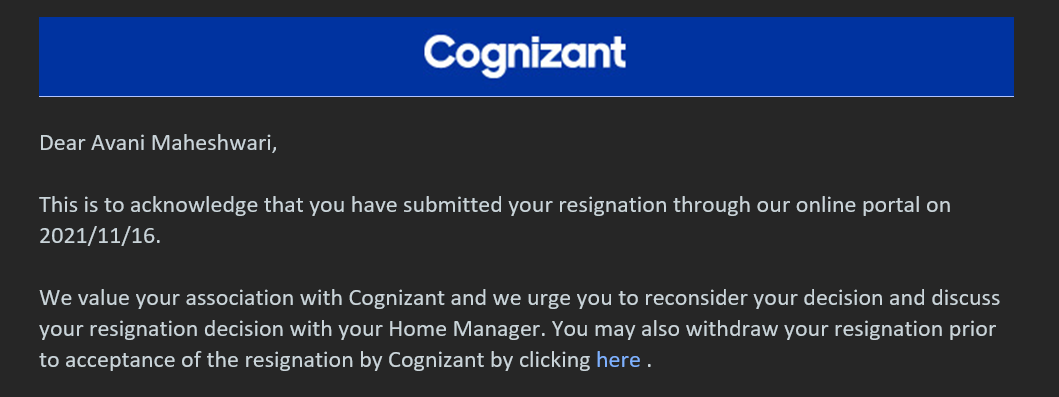 Cognizant
Dear Avani Maheshwari,
This is to acknowledge that you have submitted your resignation through our online portal on
2021/11/16.
We value your association with Cognizant and we urge you to reconsider your decision and discuss
your resignation decision with your Home Manager. You may also withdraw your resignation prior
to acceptance of the resignation by Cognizant by clicking here .